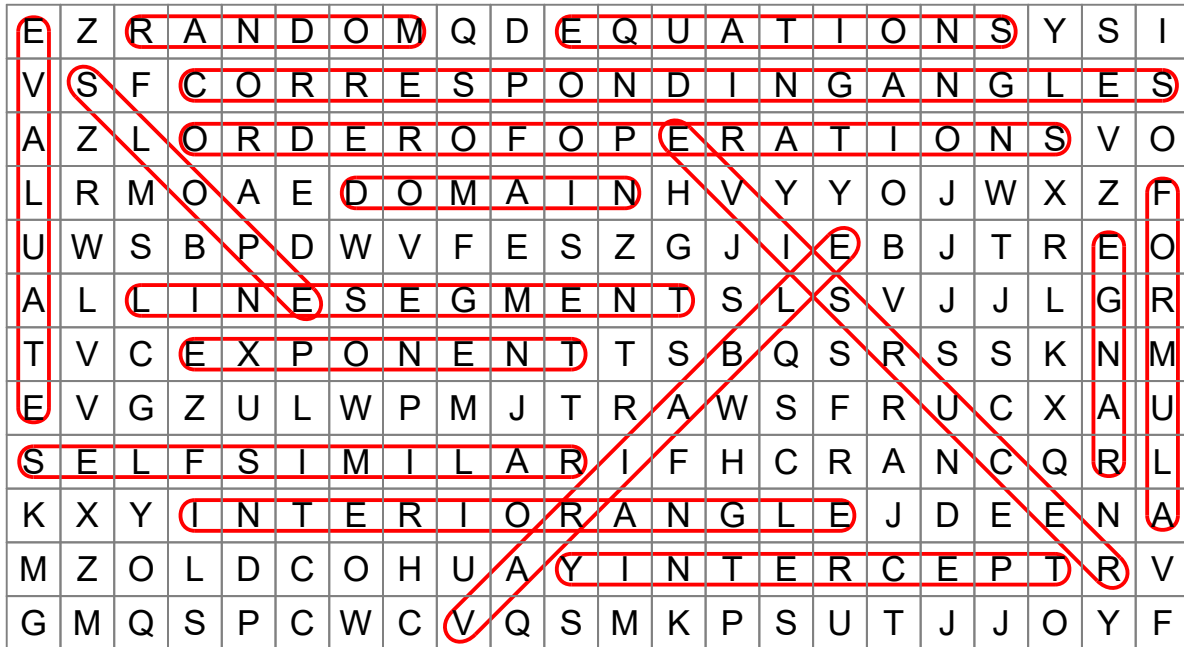 E Z R A N D O M Q D E Q U A T I O N S Y S I
V S F C O R R E S P O N D I N G A N G L E S
A Z L O R D E R O F O P E R A T I O N S V O
L R M O A E D O M A I N H V Y Y O J W X Z F
U W S B P D W V F E S Z G J I E B J T R E O
A L L I N E S E G M E N T S L S V J J L G R
T V C E X P O N E N T T S B Q S R S S K N M
E V G Z U L W P M J T R A W S F R U C X A U
S E L F S I M I L A R I F H C R A N C Q R L
K X Y I N T E R I O R A N G L E J D E E N A
M Z O L D C O H U A Y I N T E R C E P T R V
G M Q S P C W C V Q S M K P S U T J J O Y F